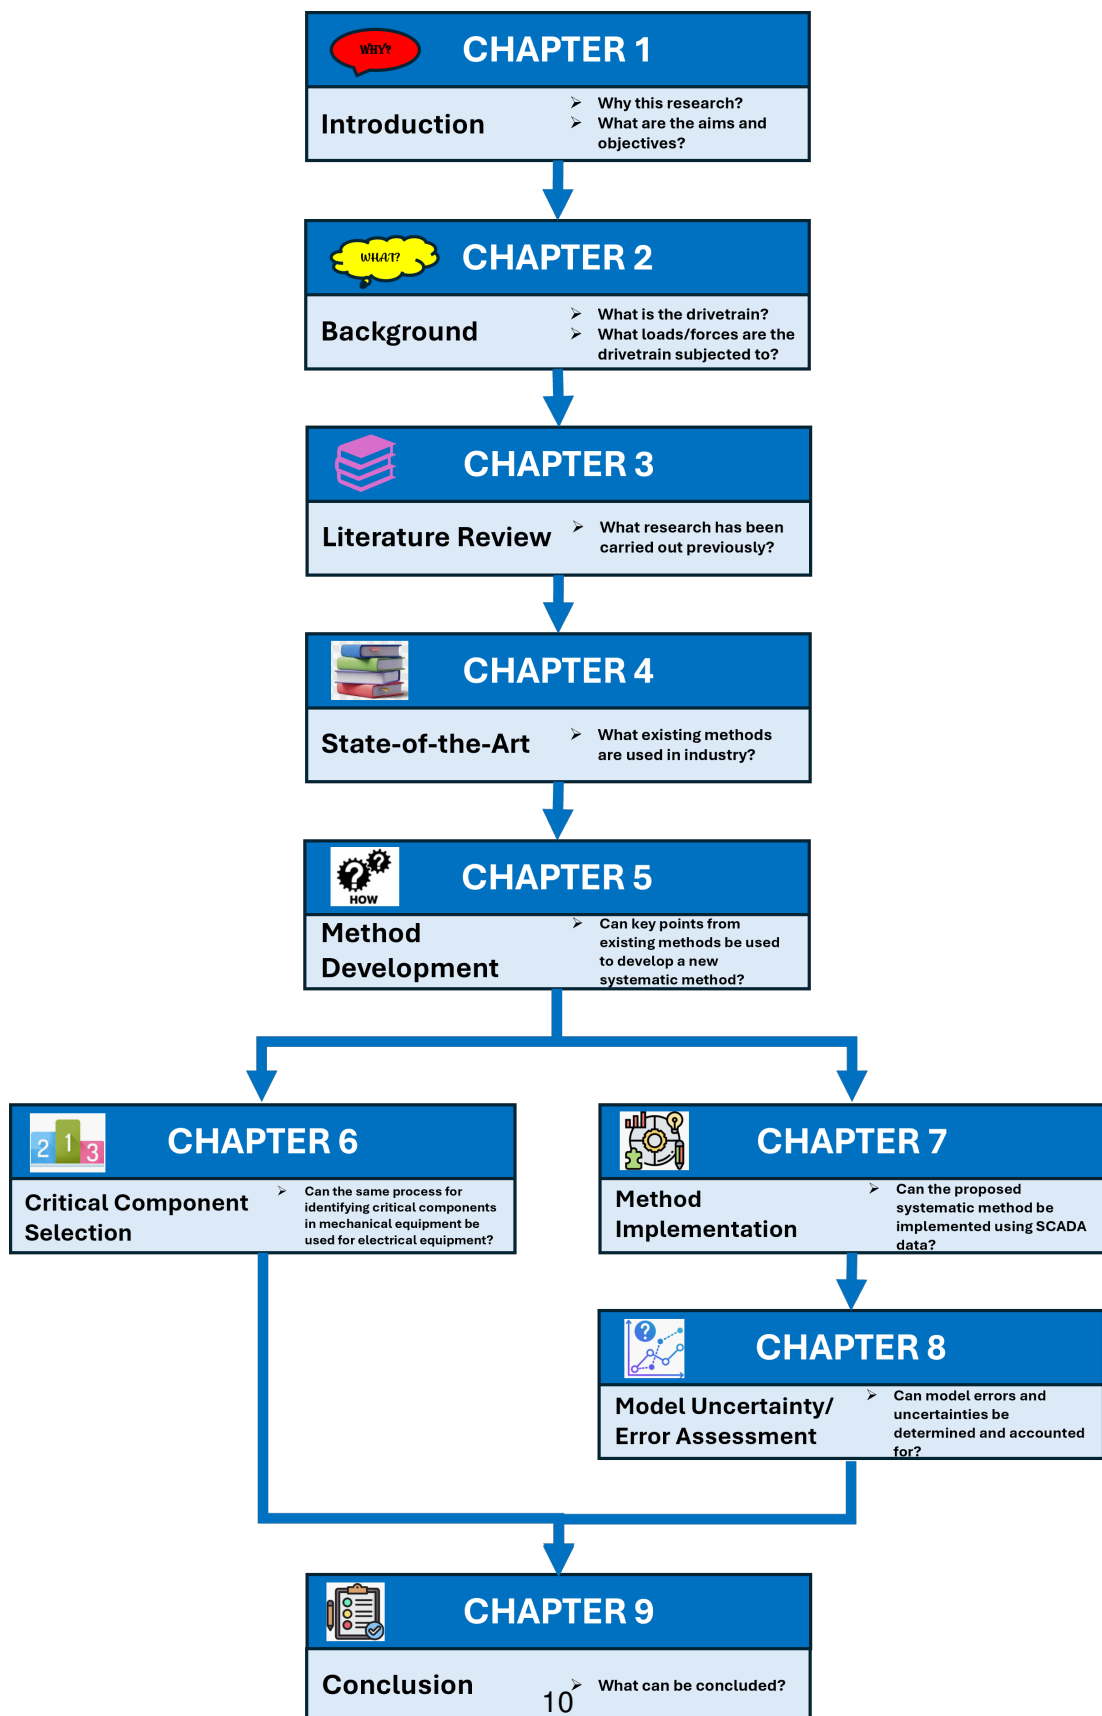 WHY?
CHAPTER 1
Introduction
➢ Why this research?
➢ What are the aims and
objectives?
WHAT?
CHAPTER 2
Background
➢ What is the drivetrain?
➢ What loads/forces are the
drivetrain subjected to?
CHAPTER 3
Literature Review
➢ What research has been
carried out previously?
CHAPTER 4
State-of-the-Art
➢ What existing methods
are used in industry?
? ?
HOW
CHAPTER 5
Method
Development
➢ Can key points from
existing methods be used
to develop a new
systematic method?
2 1 3
CHAPTER 6
Critical Component
Selection
➢ Can the same process for
identifying critical components
in mechanical equipment be
used for electrical equipment?
CHAPTER 7
Method
Implementation
➢ Can the proposed
systematic method be
implemented using SCADA
data?
?
CHAPTER 8
Model Uncertainty/
Error Assessment
➢ Can model errors and
uncertainties be
determined and accounted
for?
CHAPTER 9
Conclusion
➢ What can be concluded?
10